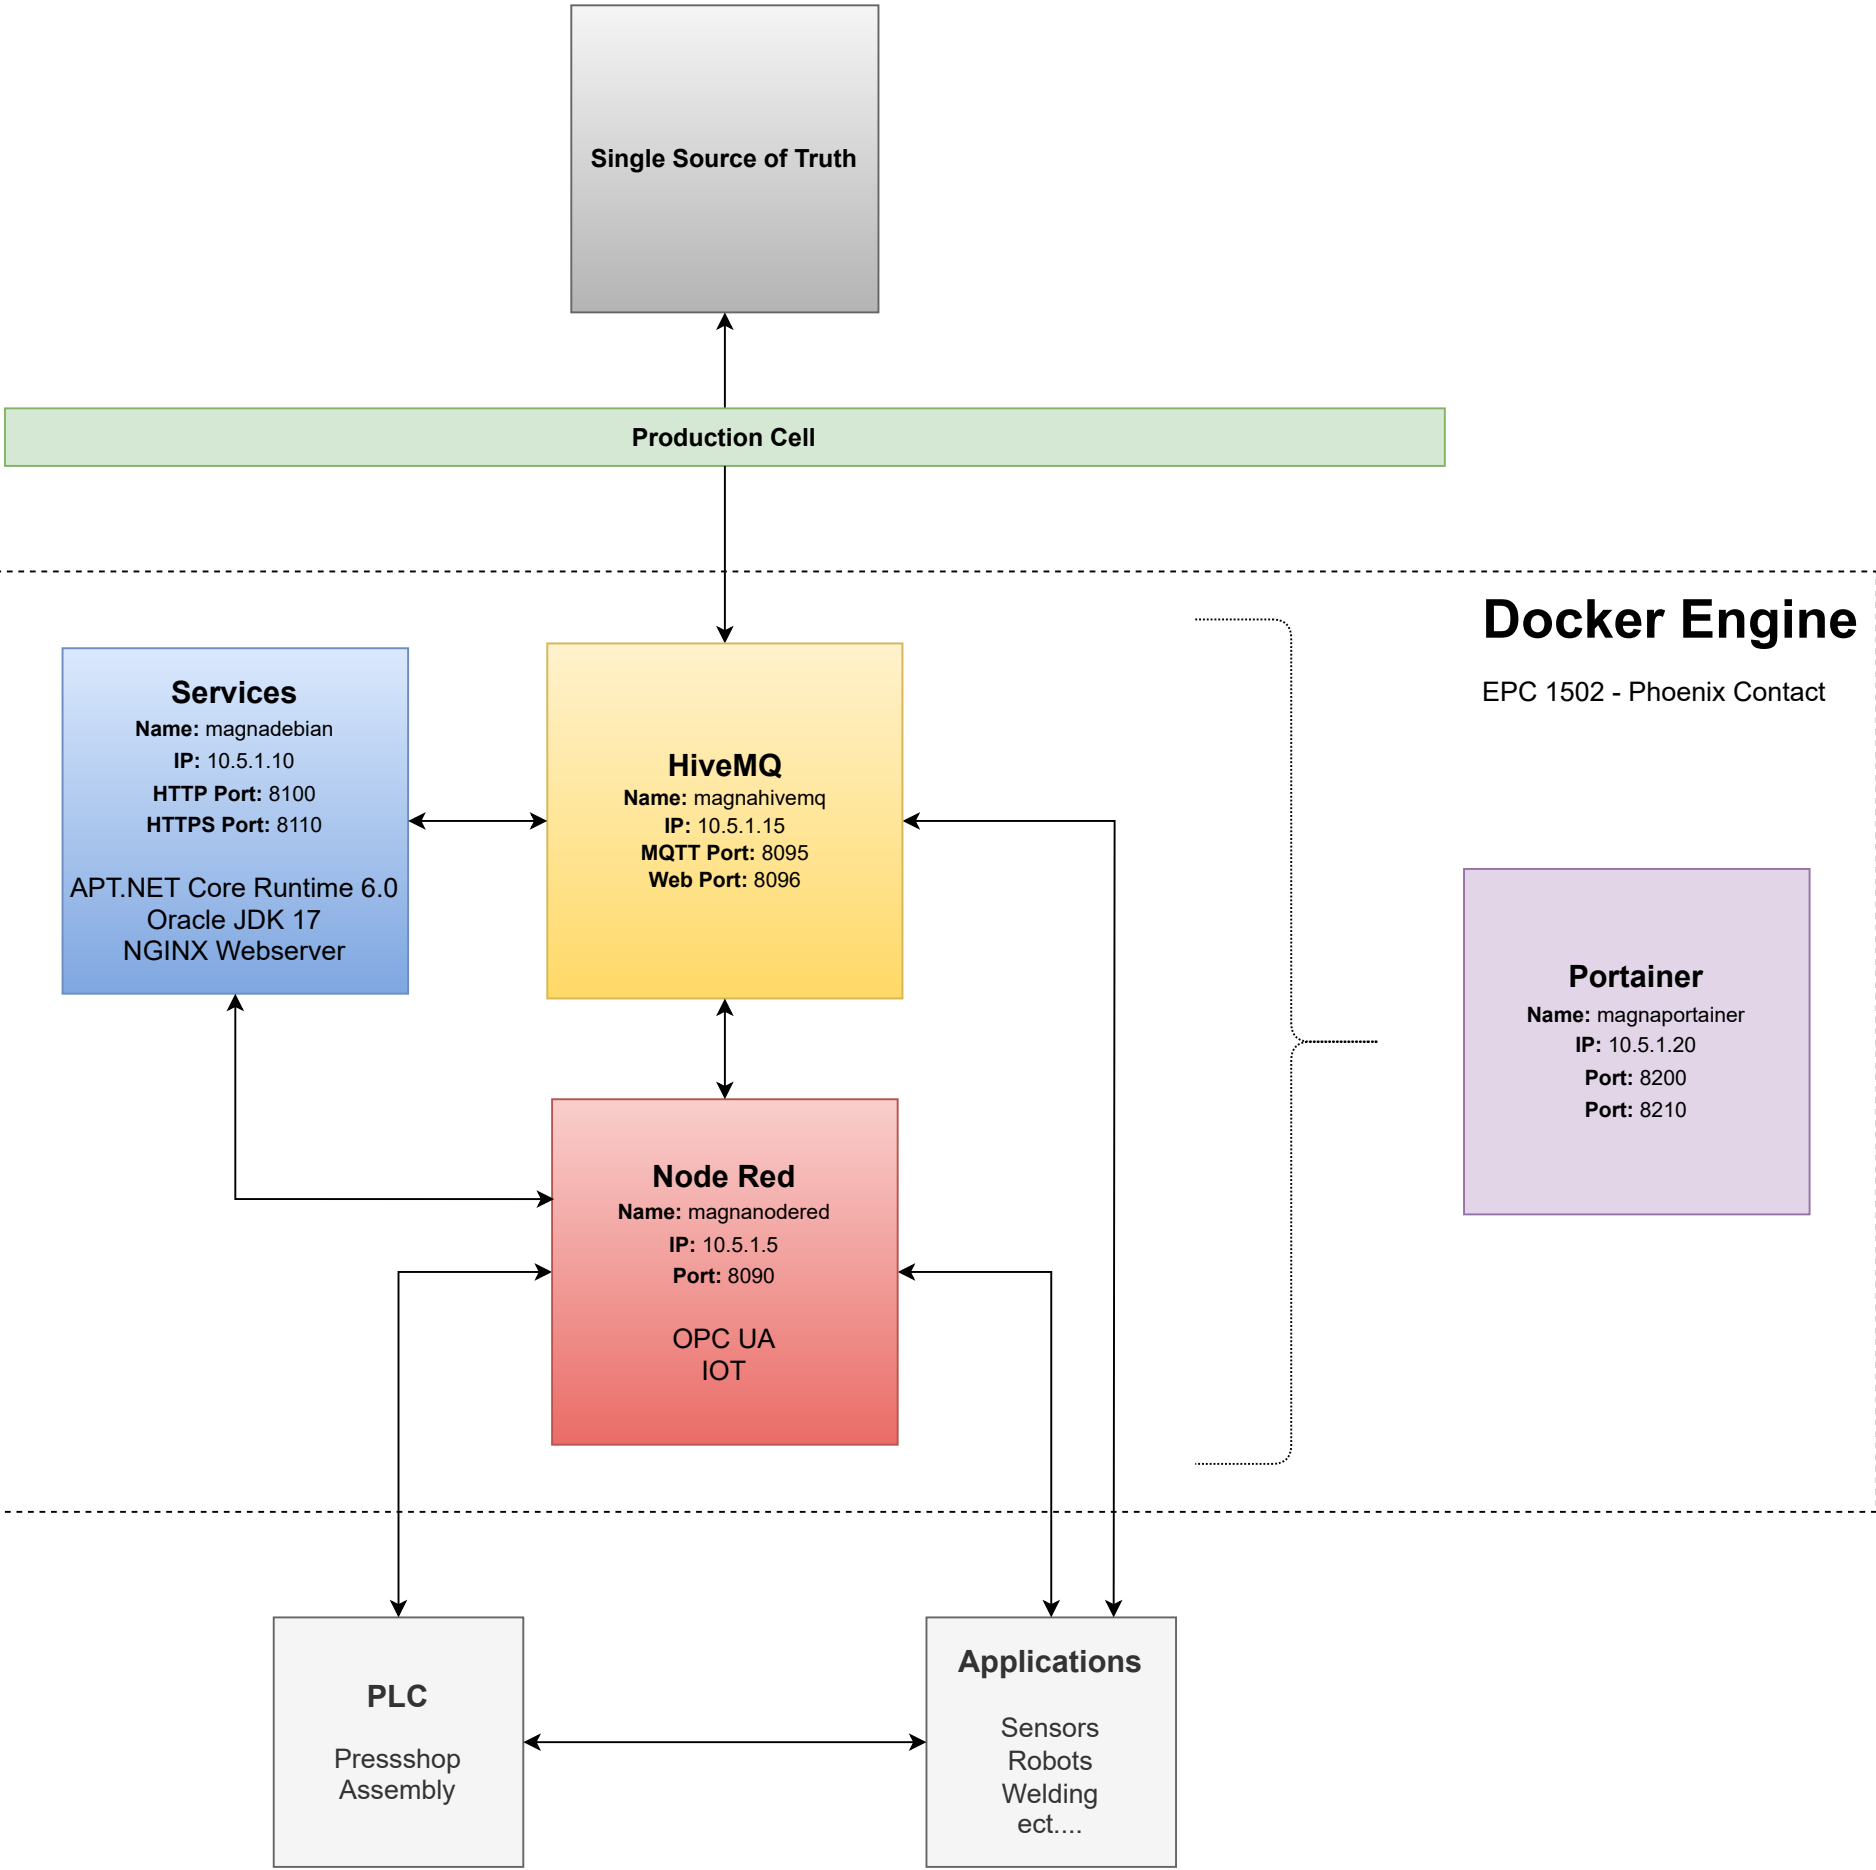 Single Source of Truth
Production Cell
Docker Engine
EPC 1502 - Phoenix Contact
Services
Name: magnadebian
IP: 10.5.1.10
HTTP Port: 8100
HTTPS Port: 8110
APT.NET Core Runtime 6.0
Oracle JDK 17
NGINX Webserver
HiveMQ
Name: magnahivemq
IP: 10.5.1.15
MQTT Port: 8095
Web Port: 8096
Portainer
Name: magnaportainer
IP: 10.5.1.20
Port: 8200
Port: 8210
Node Red
Name: magnanodered
IP: 10.5.1.5
Port: 8090
OPC UA
IOT
PLC
Pressshop
Assembly
Applications
Sensors
Robots
Welding
ect....